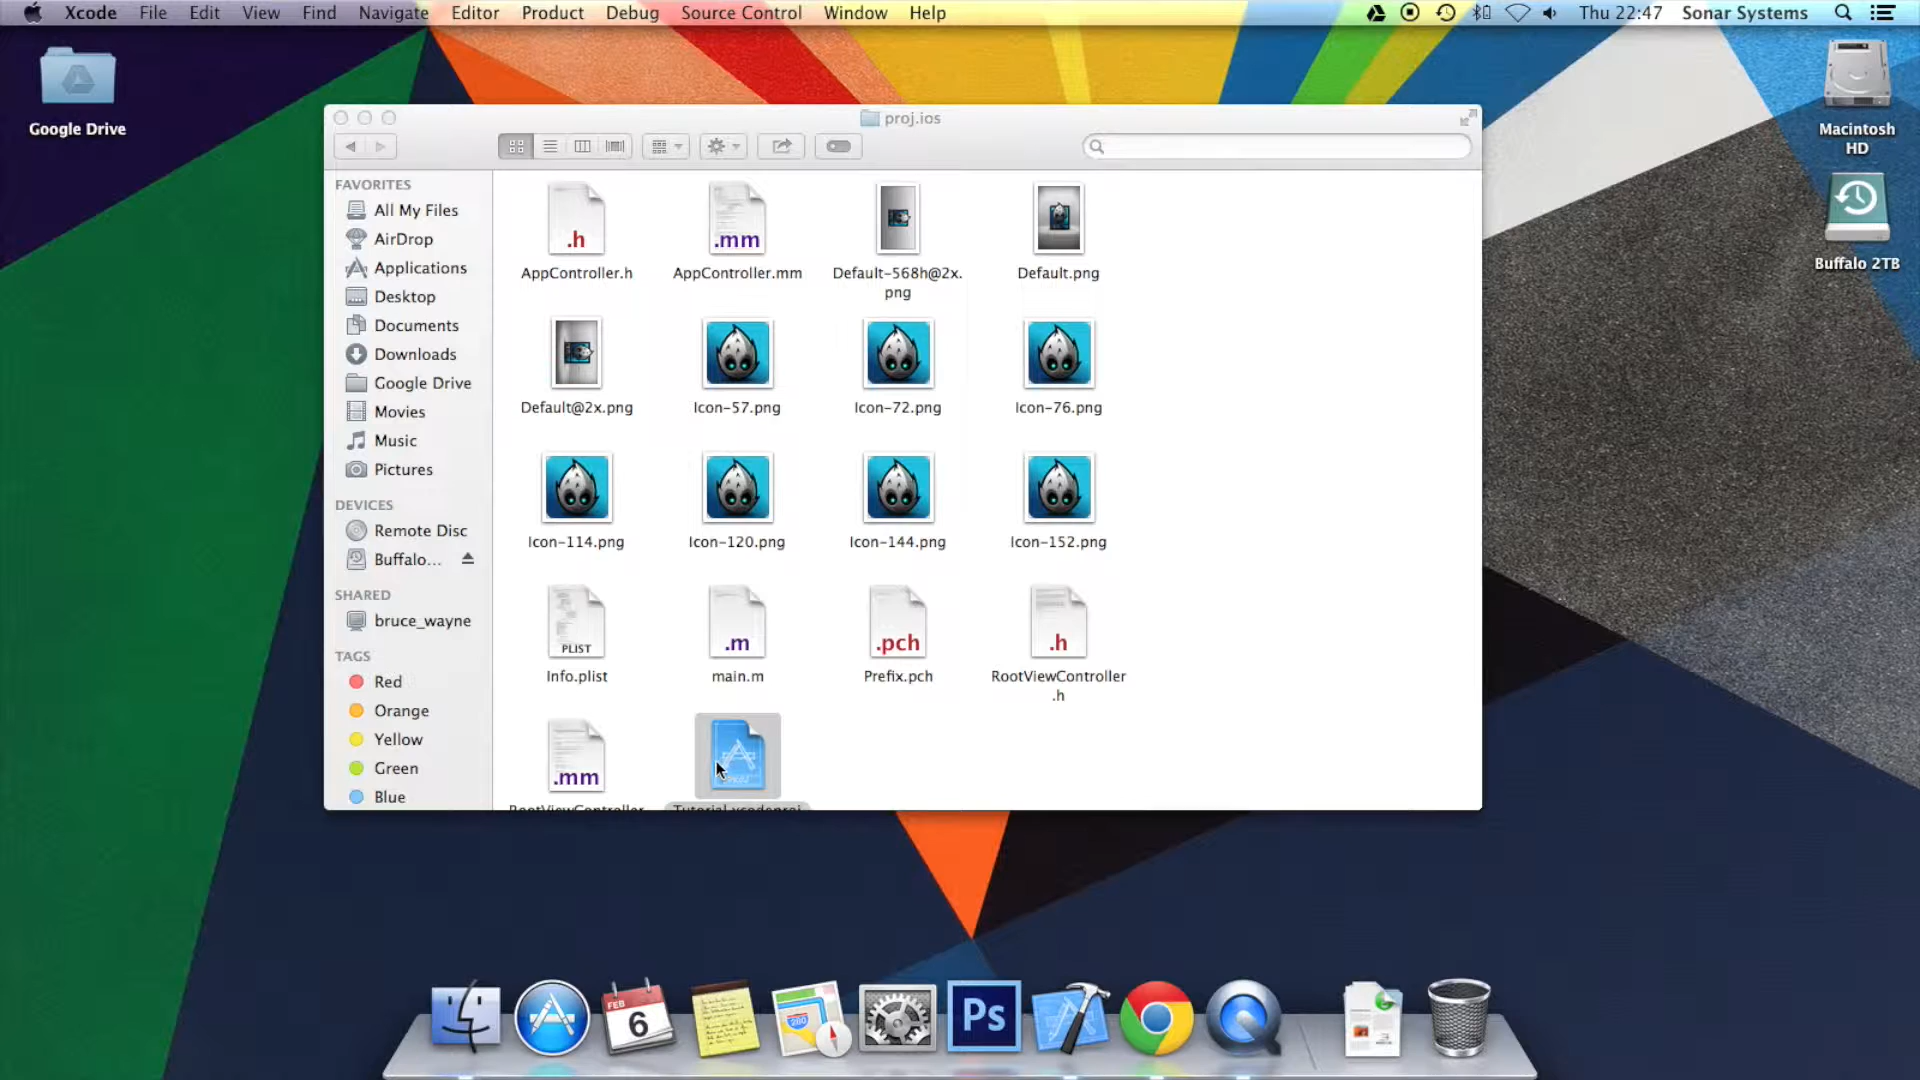 Xcode File Edit View Find Navigate Editor Product Debug Source Control Window Help Thu 22:47 Sonar Systems
Google Drive
Macintosh
HD
Buffalo 2TB
proj.ios
FAVORITES
All My Files
AirDrop
Applications
Desktop
Documents
Downloads
Google Drive
Movies
Music
Pictures
DEVICES
Remote Disc
Buffalo...
SHARED
bruce_wayne
TAGS
Red
Orange
Yellow
Green
Blue
.h .mm
AppController.h AppController.mm Default-568h@2x. Default.png
png
Default@2x.png Icon-57.png Icon-72.png Icon-76.png
Icon-114.png Icon-120.png Icon-144.png Icon-152.png
PLIST .m .pch .h
Info.plist main.m Prefix.pch RootViewController
.h
.mm
RootViewController Tutorial.xcodeproj
FEB
6
280
Ps